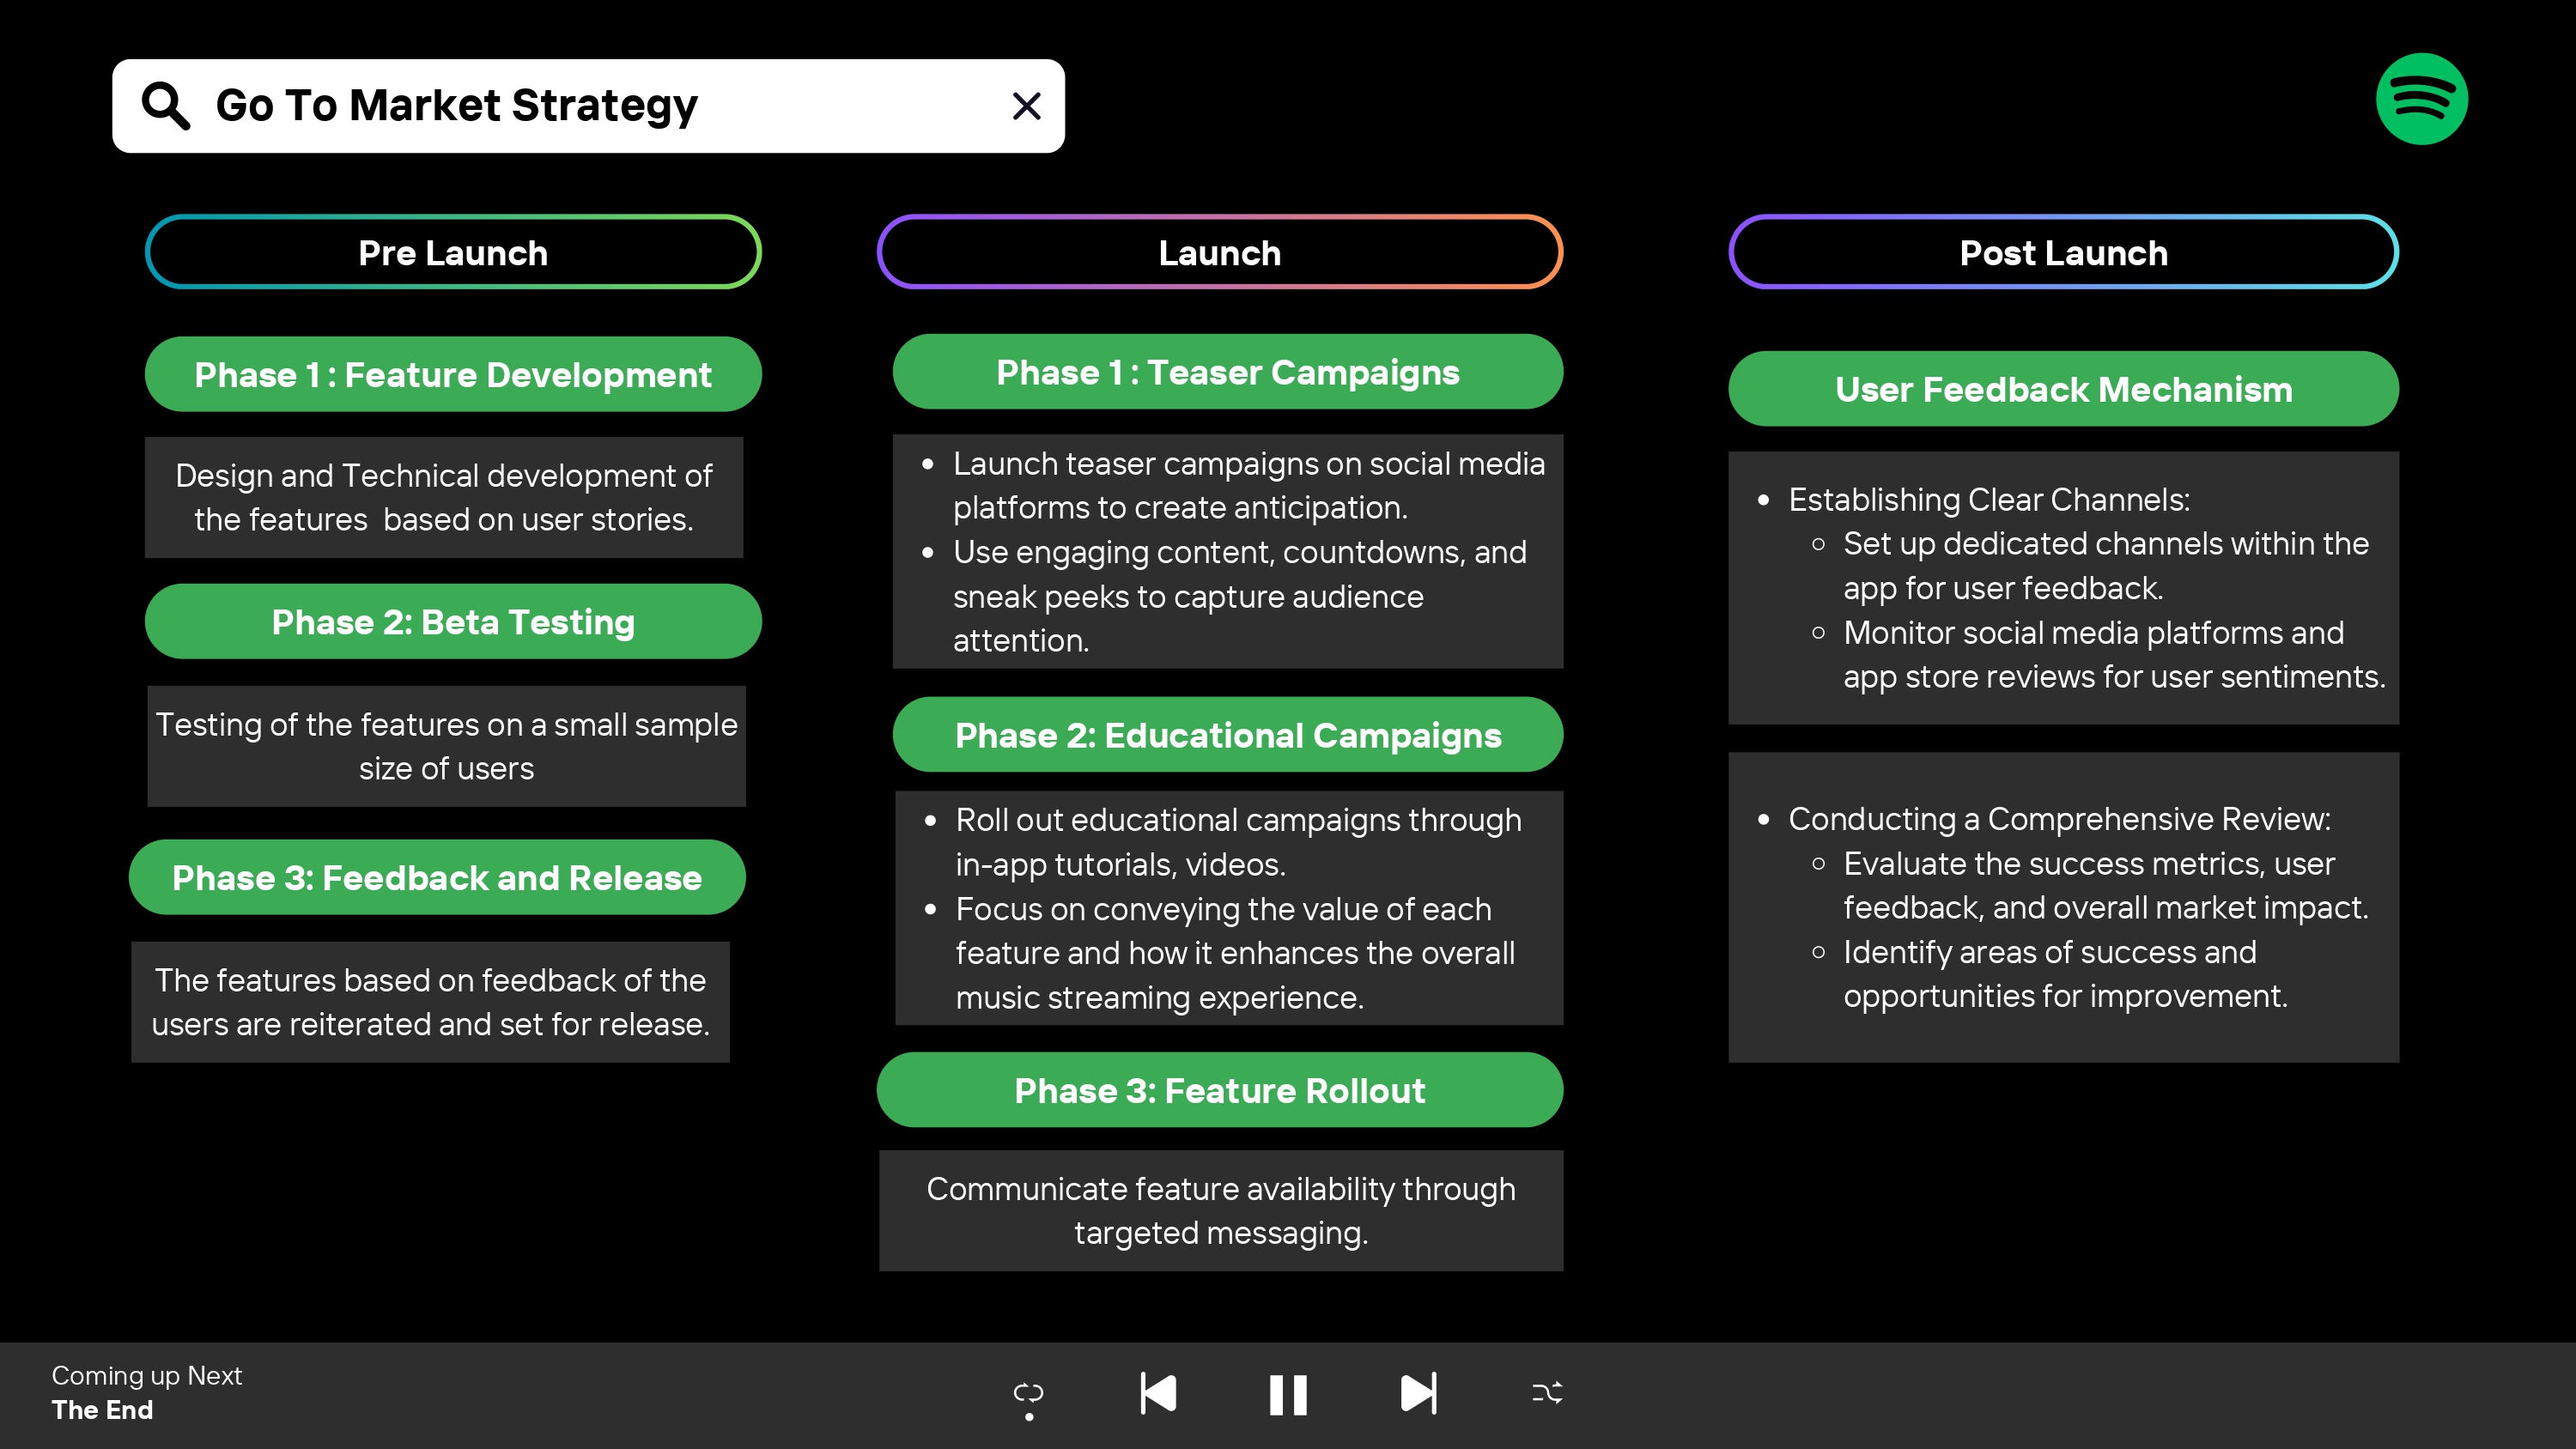 Go To Market Strategy
Pre Launch
Phase 1 : Feature Development
Design and Technical development of
the features  based on user stories.
Phase 2: Beta Testing
Testing of the features on a small sample
size of users
Phase 3: Feedback and Release
The features based on feedback of the
users are reiterated and set for release.
Launch
Phase 1 : Teaser Campaigns
• Launch teaser campaigns on social media
platforms to create anticipation.
• Use engaging content, countdowns, and
sneak peeks to capture audience
attention.
Phase 2: Educational Campaigns
• Roll out educational campaigns through
in-app tutorials, videos.
• Focus on conveying the value of each
feature and how it enhances the overall
music streaming experience.
Phase 3: Feature Rollout
Communicate feature availability through
targeted messaging.
Post Launch
User Feedback Mechanism
• Establishing Clear Channels:
○ Set up dedicated channels within the
app for user feedback.
○ Monitor social media platforms and
app store reviews for user sentiments.
• Conducting a Comprehensive Review:
○ Evaluate the success metrics, user
feedback, and overall market impact.
○ Identify areas of success and
opportunities for improvement.
Coming up Next
The End